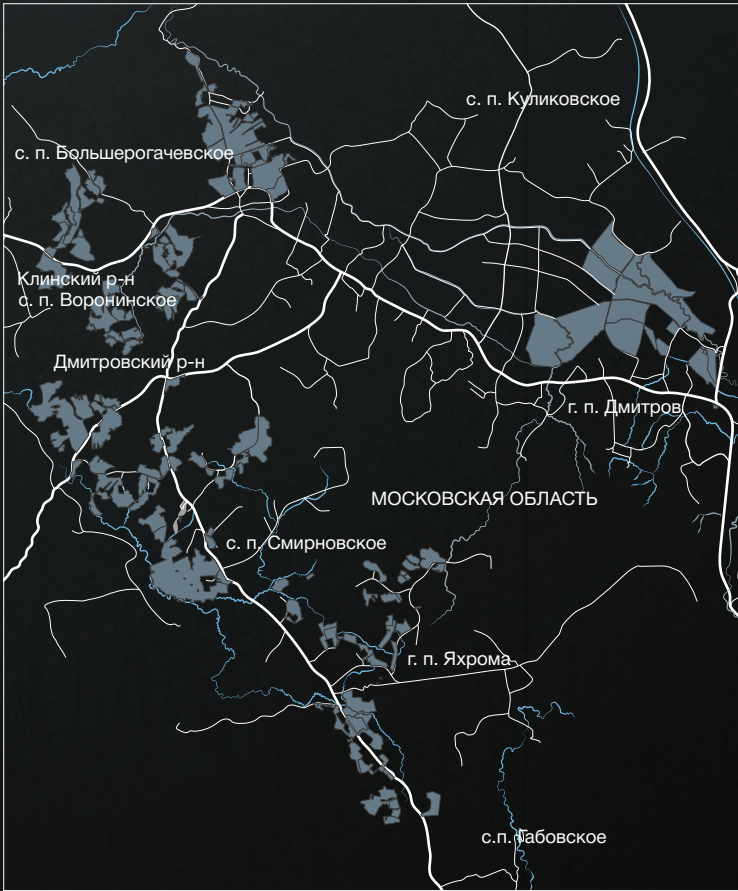 с. п. Куликовское
с. п. Большерогачевское
Клинский р-н
с. п. Воронинское
Дмитровский р-н
г. п. Дмитров
МОСКОВСКАЯ ОБЛАСТЬ
с. п. Смирновское
г. п. Яхрома
с.п. Габовское